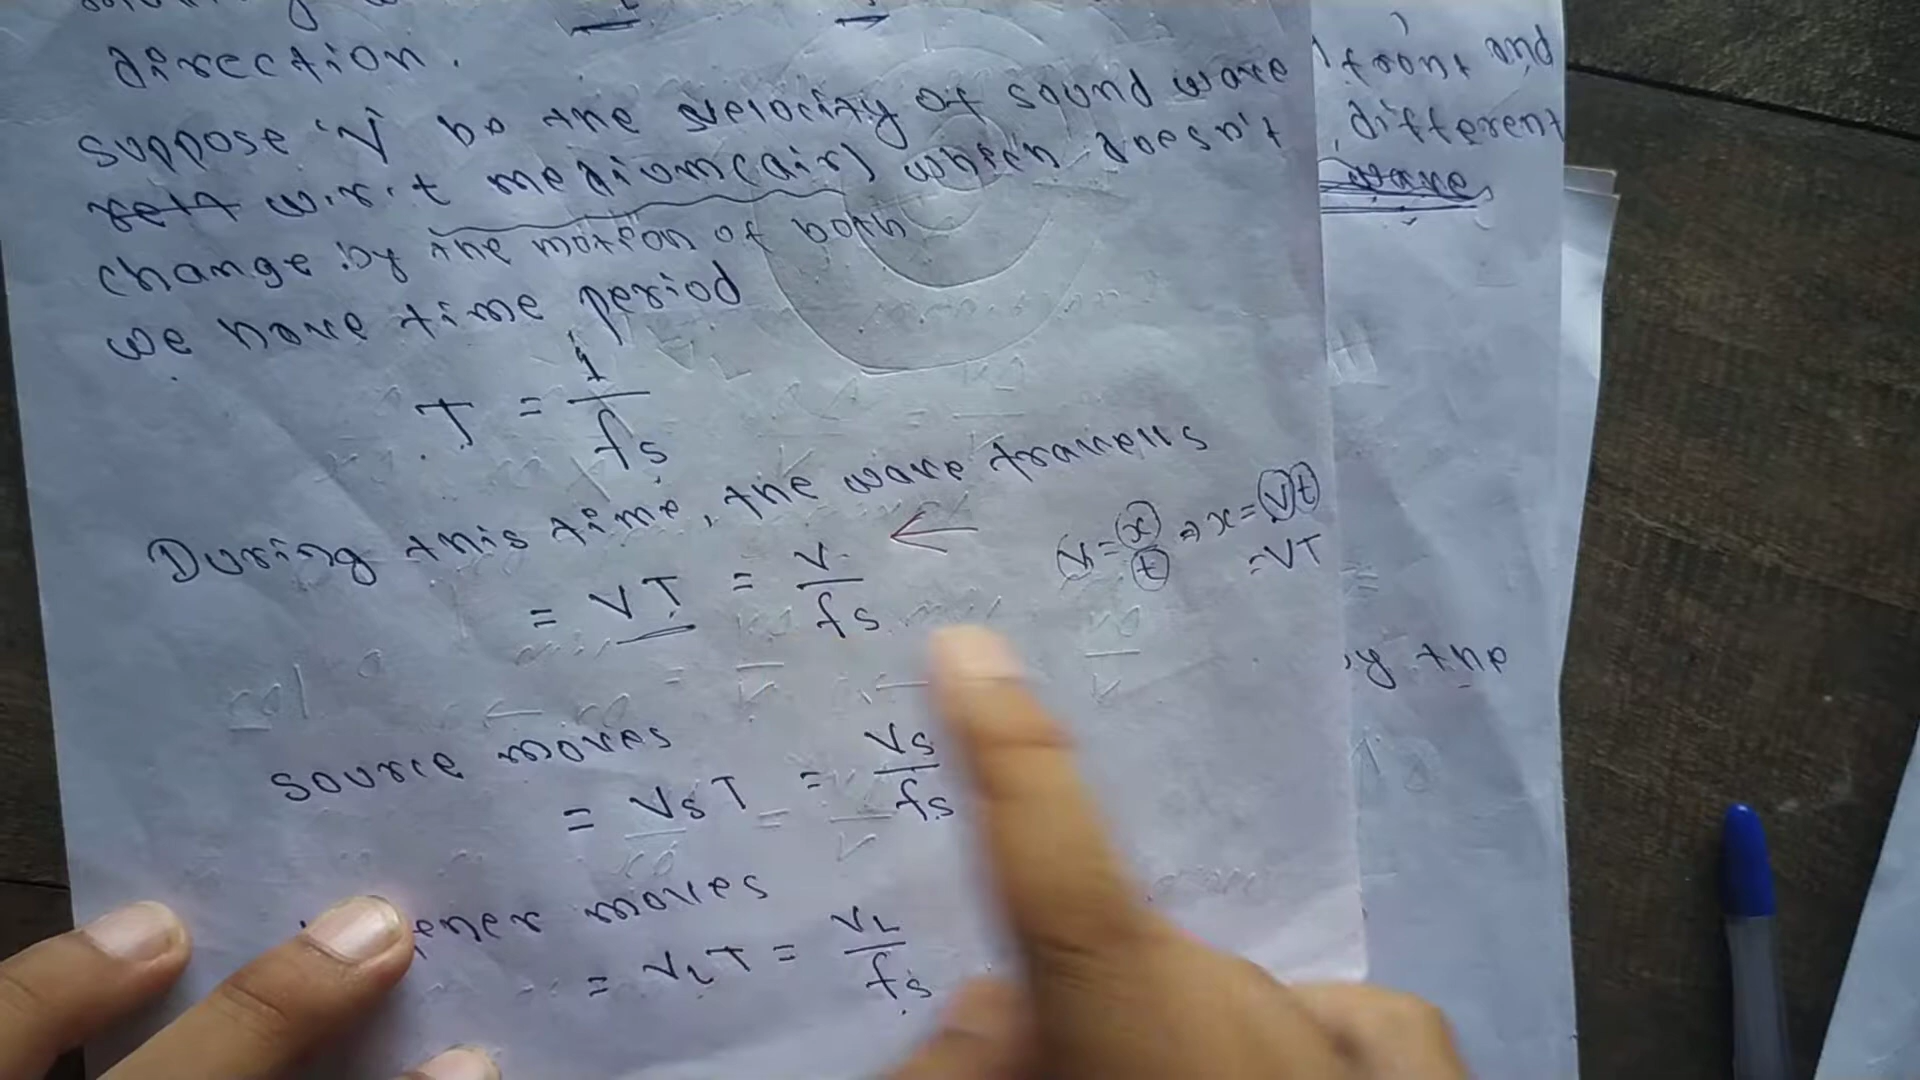 direction.
suppose 'V' be the velocity of sound wave
w.r.t medium(air) which doesn't
change by the motion of both
we have time period
T = 1/fs
During this time, the wave travells
= VT = V/fs
V = x/t ⇒ x = Vt
= VT
source moves
= VsT = Vs/fs
ener moves
= VLT = VL/fs
front and
different
wave
y the